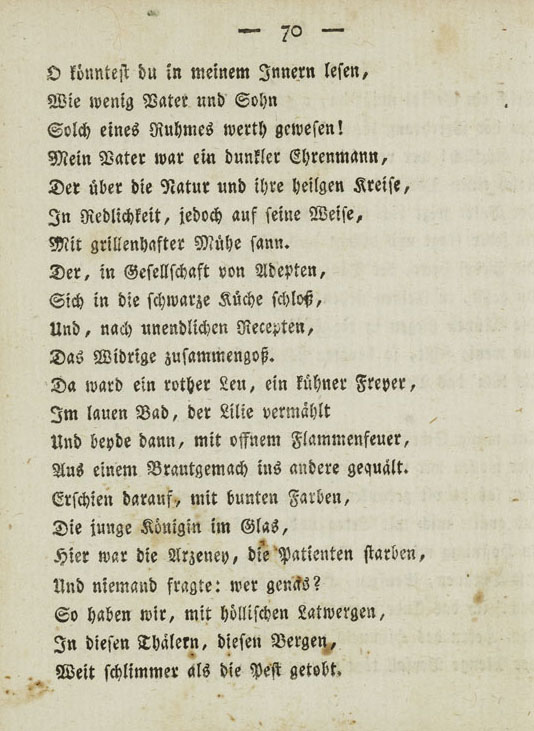 — 70 —
O könntest du in meinem Innern lesen,
Wie wenig Vater und Sohn
Solch eines Ruhmes werth gewesen!
Mein Vater war ein dunkler Ehrenmann,
Der über die Natur und ihre heilgen Kreise,
In Redlichkeit, jedoch auf seine Weise,
Mit grillenhafter Mühe sann.
Der, in Gesellschaft von Adepten,
Sich in die schwarze Küche schloß,
Und, nach unendlichen Recepten,
Das Widrige zusammengoß.
Da ward ein rother Leu, ein kühner Freyer,
Im lauen Bad, der Lilie vermählt
Und beyde dann, mit offnem Flammenfeuer,
Aus einem Brautgemach ins andere gequält.
Erschien darauf, mit bunten Farben,
Die junge Königin im Glas,
Hier war die Arzeney, die Patienten starben,
Und niemand fragte: wer genas?
So haben wir, mit höllischen Latwergen,
In diesen Thälern, diesen Bergen,
Weit schlimmer als die Pest getobt.